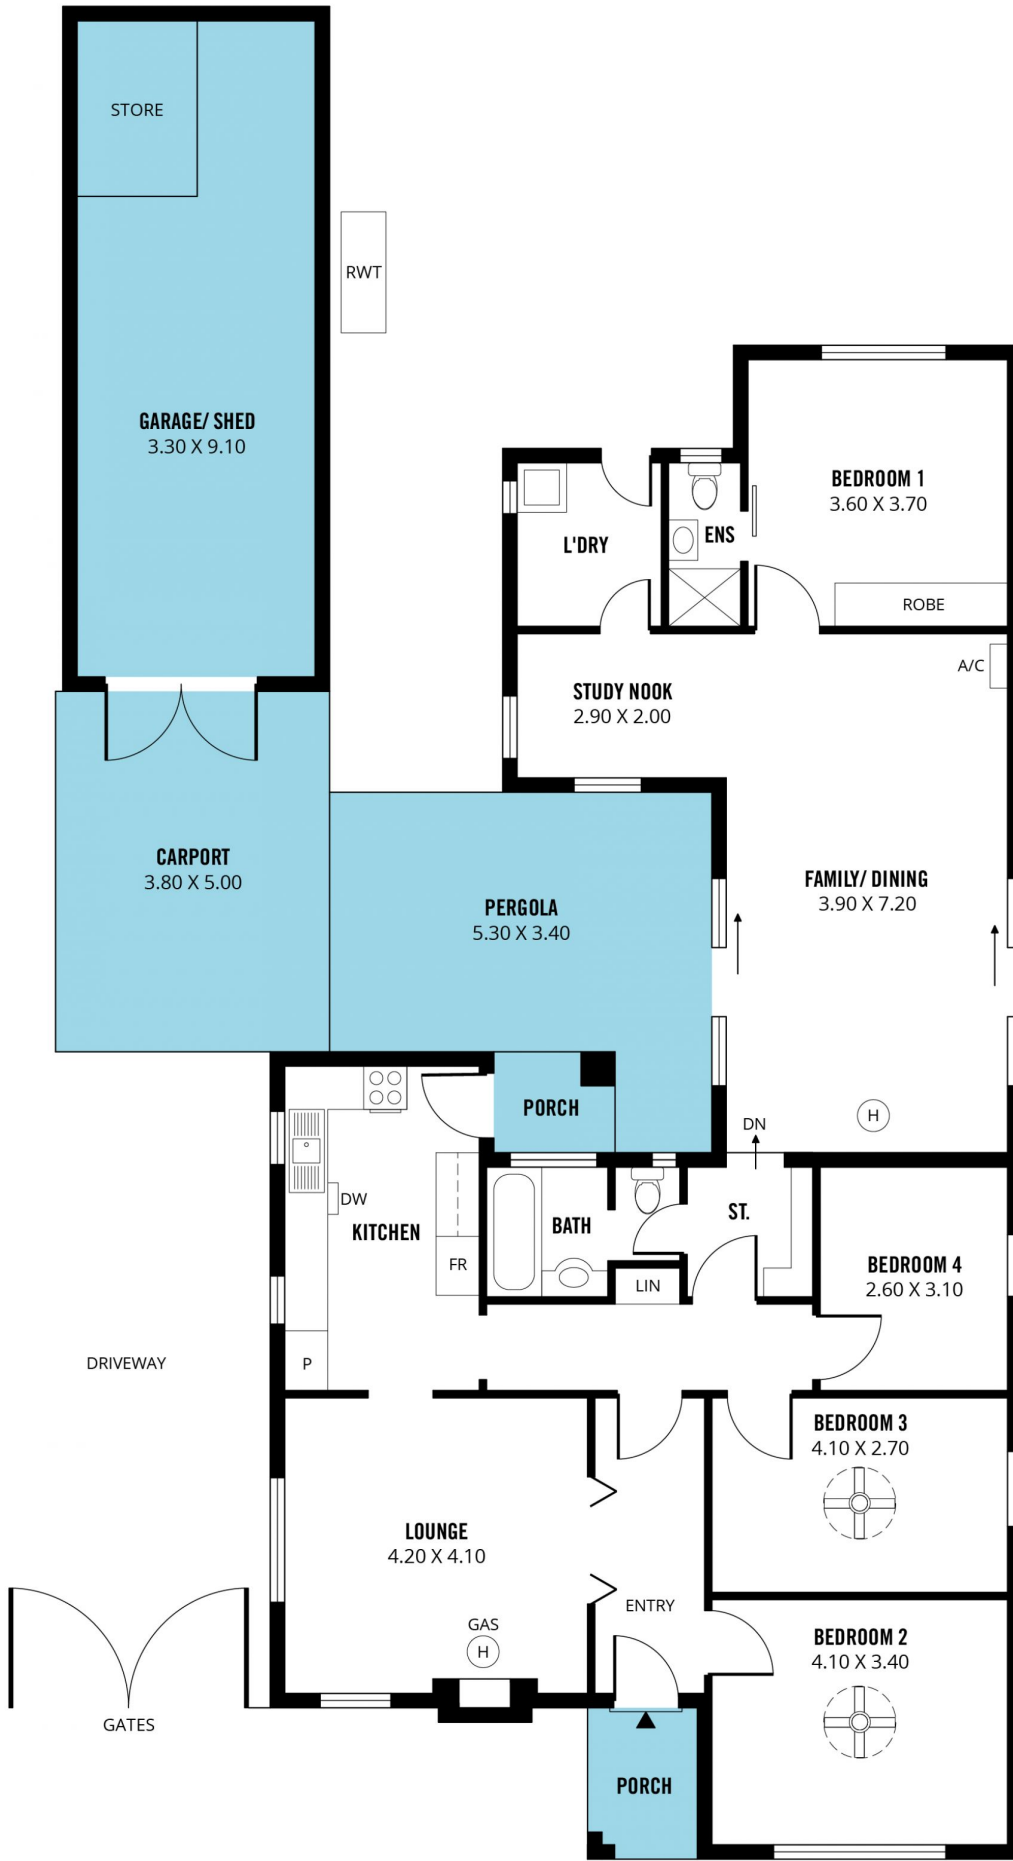 STORE
RWT
GARAGE/ SHED
3.30 X 9.10
BEDROOM 1
3.60 X 3.70
ENS
L'DRY
ROBE
A/C
STUDY NOOK
2.90 X 2.00
CARPORT
3.80 X 5.00
FAMILY/ DINING
3.90 X 7.20
PERGOLA
5.30 X 3.40
PORCH
H
DN
DW
KITCHEN
BATH
ST.
FR
LIN
BEDROOM 4
2.60 X 3.10
DRIVEWAY
P
BEDROOM 3
4.10 X 2.70
LOUNGE
4.20 X 4.10
ENTRY
GAS
H
BEDROOM 2
4.10 X 3.40
GATES
PORCH